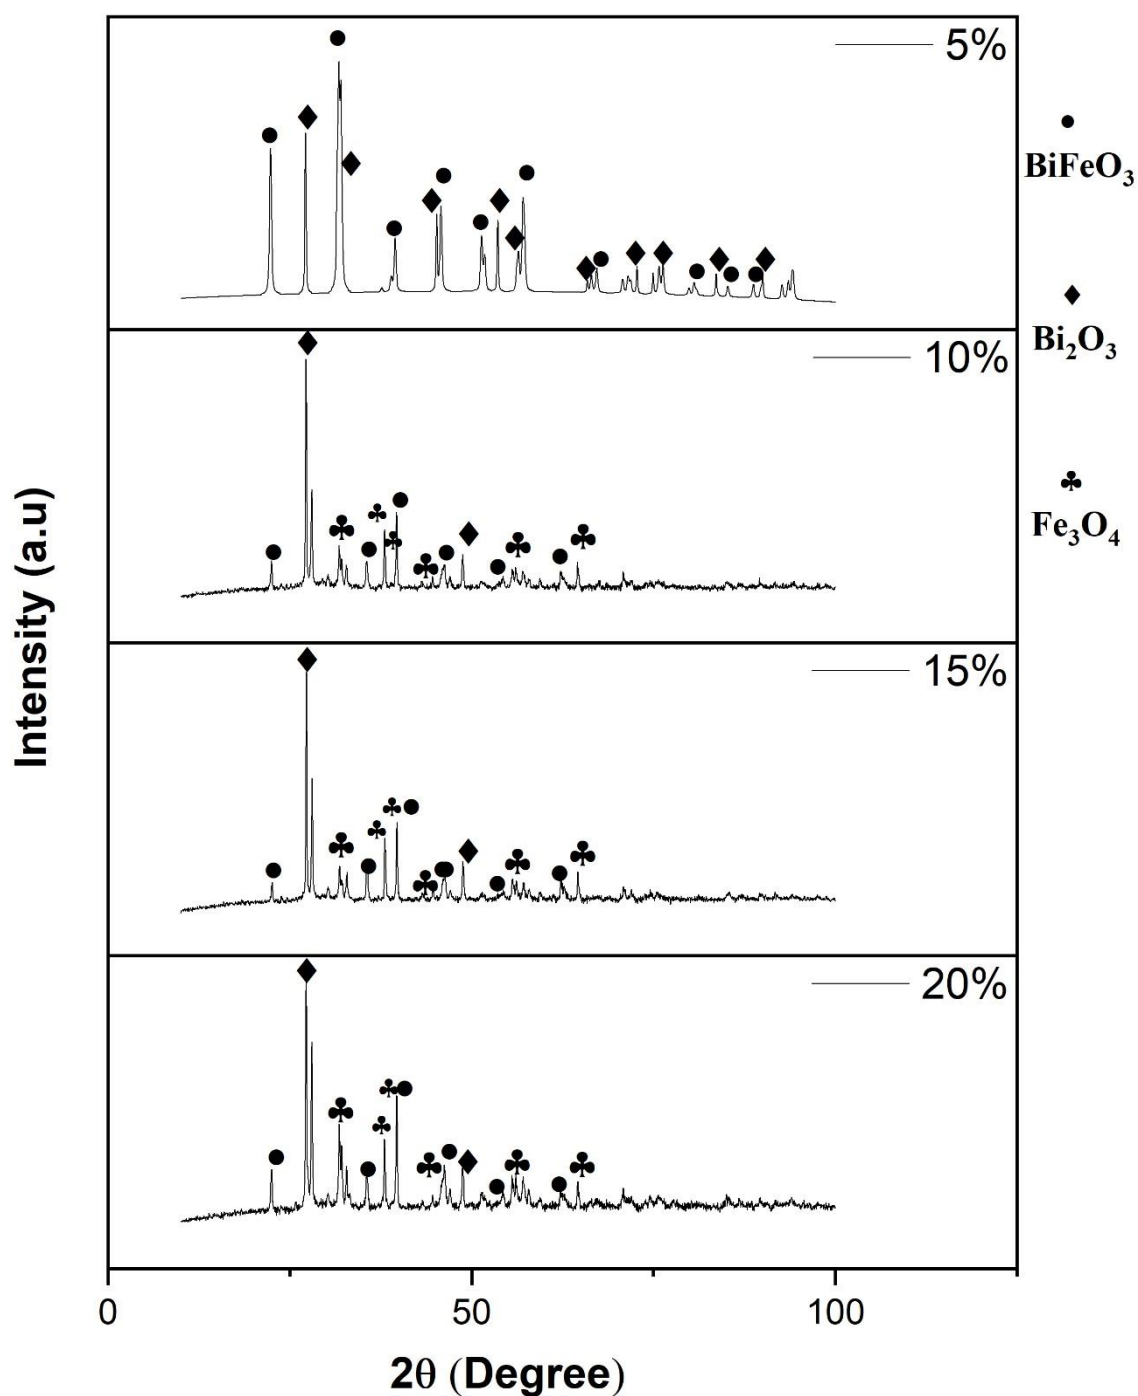 5%
10%
15%
20%
● 
BiFeO₃
♦
Bi₂O₃
♣
Fe₃O₄
Intensity (a.u)
0
50
100
2θ (Degree)